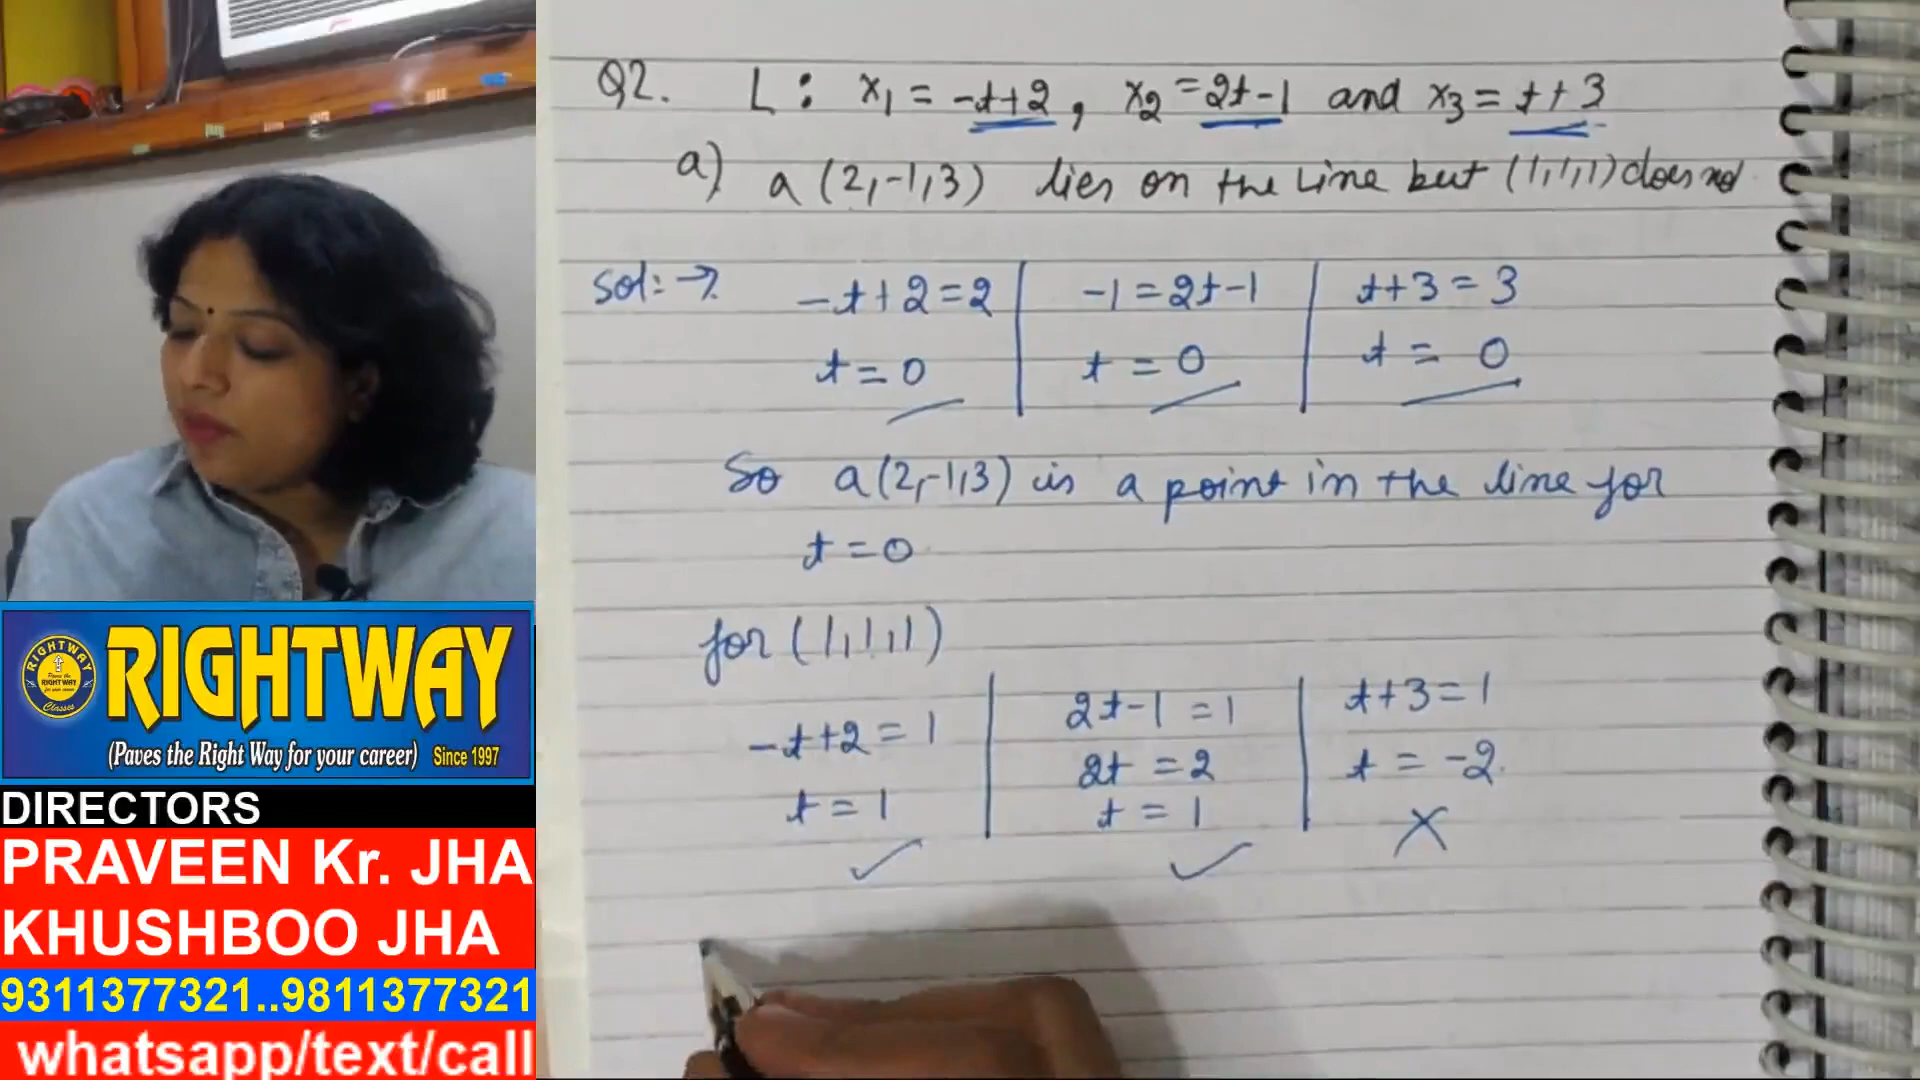 Q2. L : x₁ = -t+2, x₂ = 2t-1 and x₃ = t+3
a) a (2,-1,3) lies on the line but (1,1,1) does not
Sol: → -t+2=2 | -1=2t-1 | t+3=3
t=0 | t=0 | t=0
So a(2,-1,3) is a point in the line for
t=0
for (1,1,1)
-t+2=1 | 2t-1=1 | t+3=1
2t=2 | t=-2
t=1 | t=1
✓ ✓ X
RIGHTWAY
RIGHTWAY
Classes
(Paves the Right Way for your career) Since 1997
DIRECTORS
PRAVEEN Kr. JHA
KHUSHBOO JHA
9311377321..9811377321
whatsapp/text/call